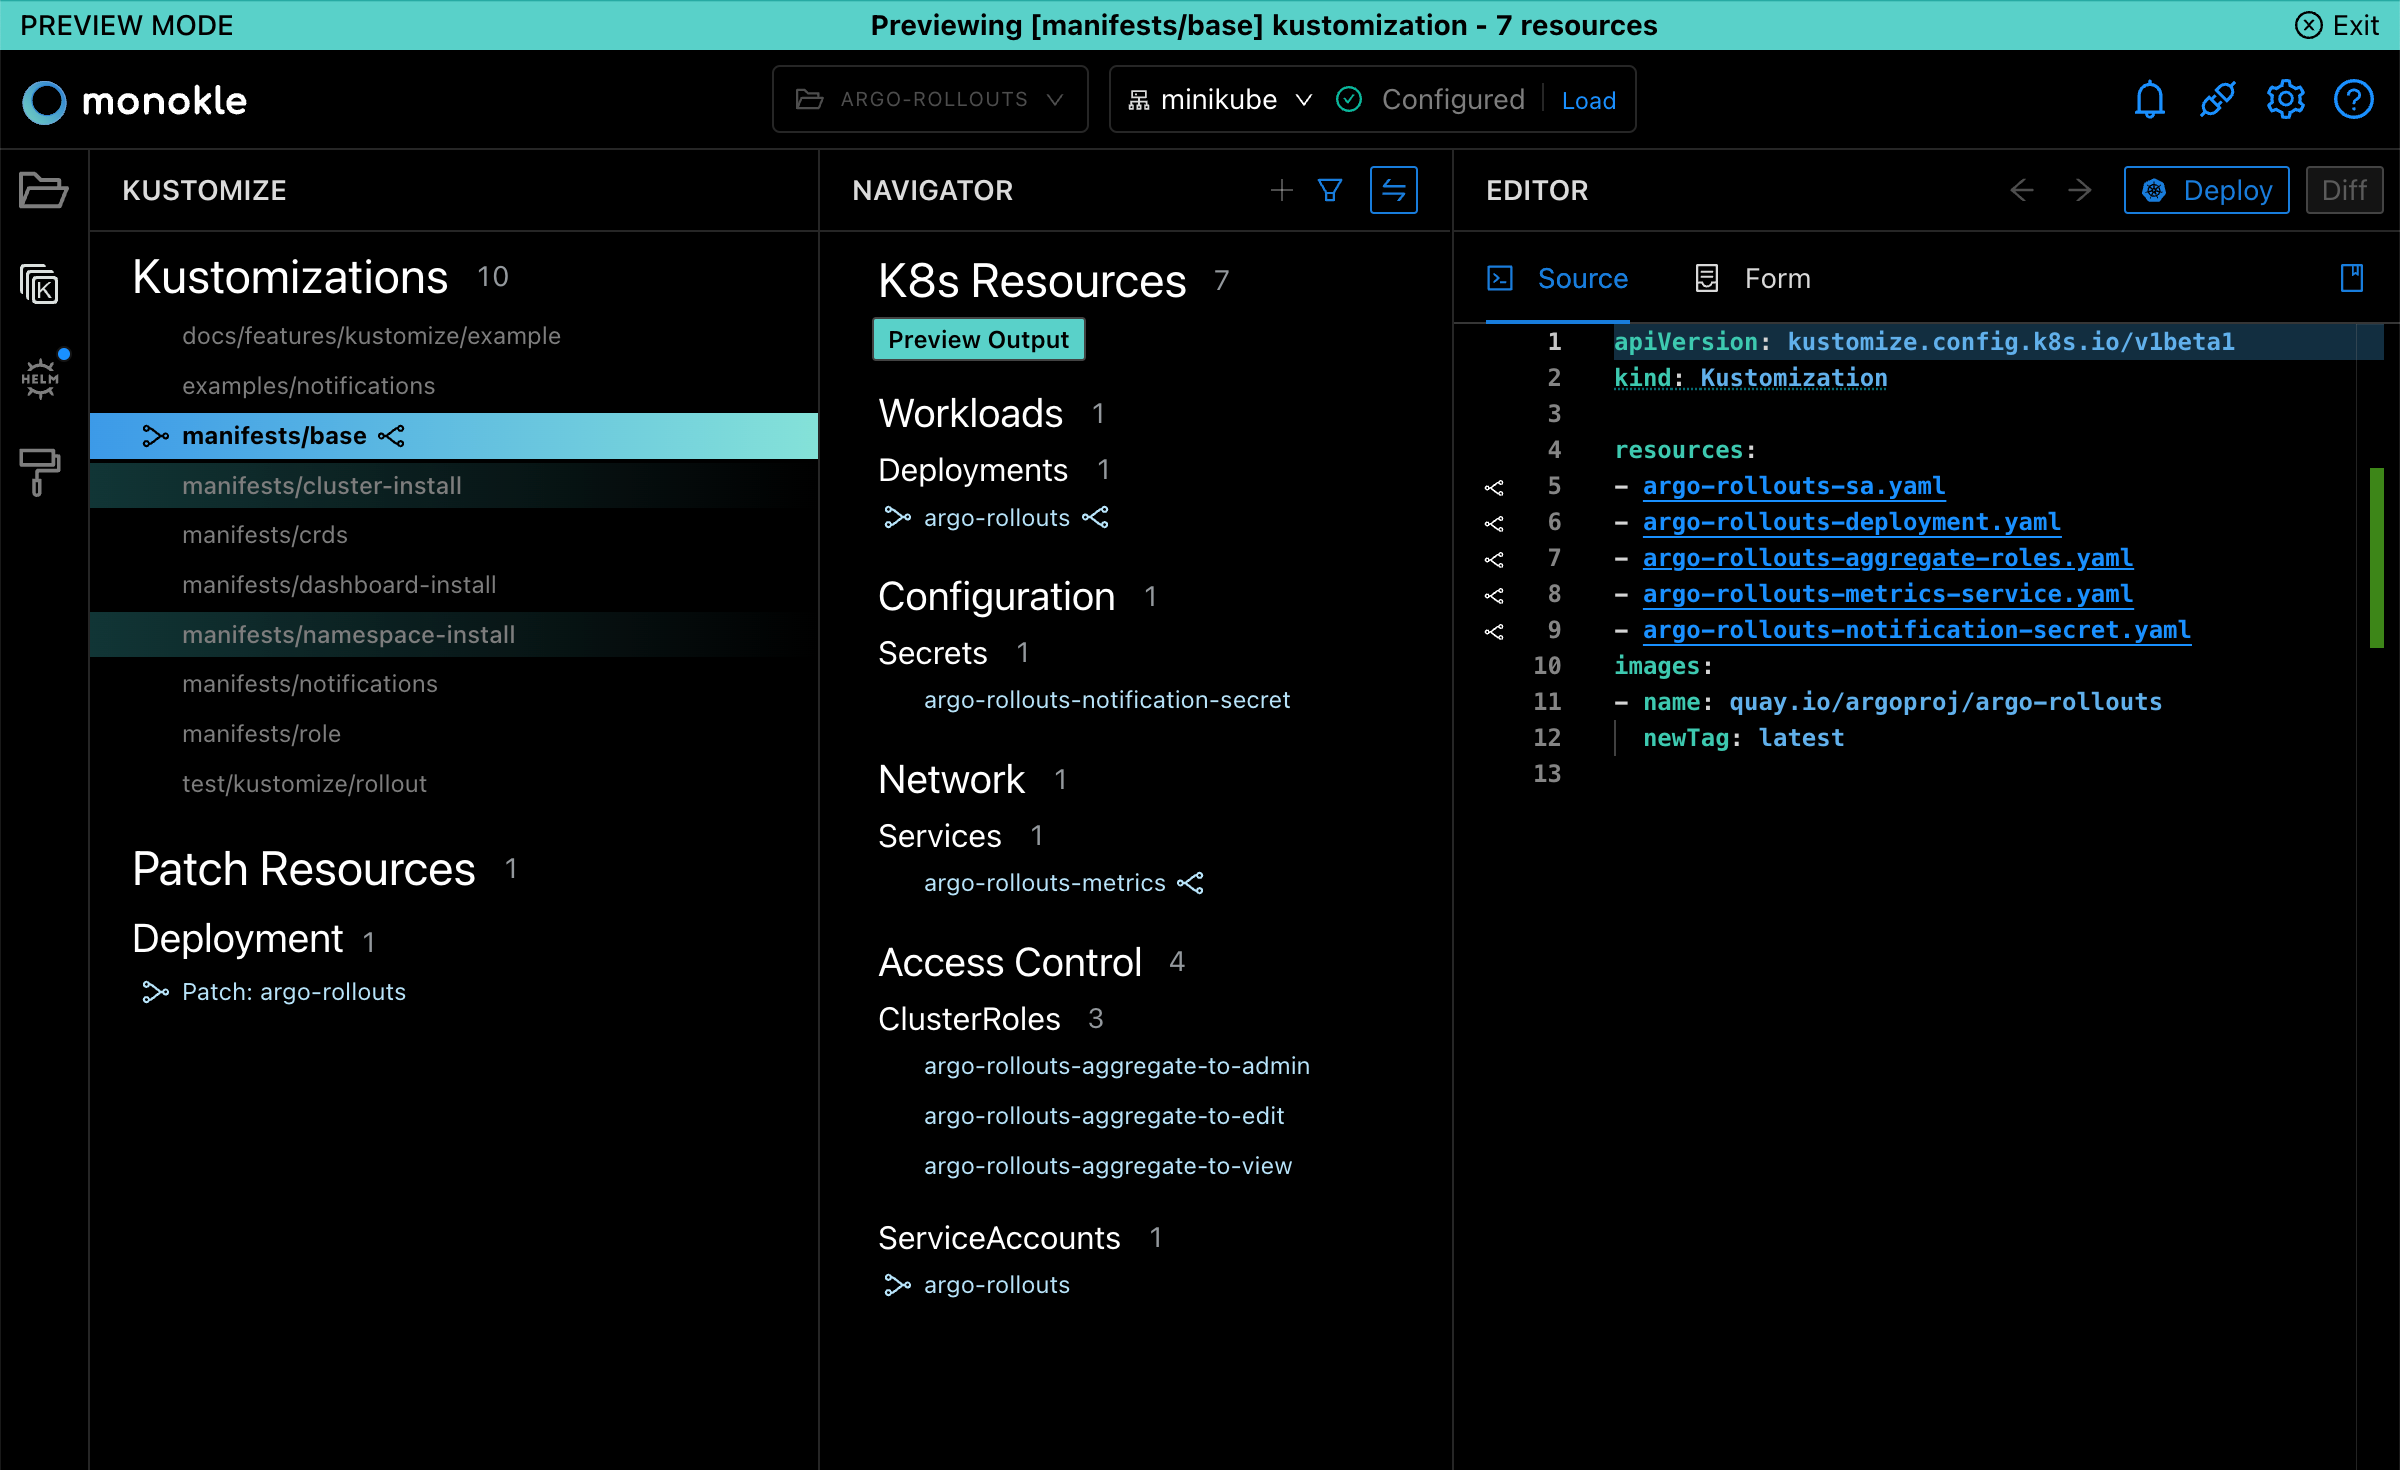 PREVIEW MODE
Previewing [manifests/base] kustomization - 7 resources
Exit
monokle
ARGO-ROLLOUTS
minikube
Configured
Load
KUSTOMIZE
Kustomizations 10
docs/features/kustomize/example
examples/notifications
manifests/base
manifests/cluster-install
manifests/crds
manifests/dashboard-install
manifests/namespace-install
manifests/notifications
manifests/role
test/kustomize/rollout
Patch Resources 1
Deployment 1
Patch: argo-rollouts
K
HELM
NAVIGATOR
K8s Resources 7
Preview Output
Workloads 1
Deployments 1
argo-rollouts
Configuration 1
Secrets 1
argo-rollouts-notification-secret
Network 1
Services 1
argo-rollouts-metrics
Access Control 4
ClusterRoles 3
argo-rollouts-aggregate-to-admin
argo-rollouts-aggregate-to-edit
argo-rollouts-aggregate-to-view
ServiceAccounts 1
argo-rollouts
EDITOR
Deploy
Diff
Source
Form
1 apiVersion: kustomize.config.k8s.io/v1beta1
2 kind: Kustomization
3
4 resources:
5 - argo-rollouts-sa.yaml
6 - argo-rollouts-deployment.yaml
7 - argo-rollouts-aggregate-roles.yaml
8 - argo-rollouts-metrics-service.yaml
9 - argo-rollouts-notification-secret.yaml
10 images:
11 - name: quay.io/argoproj/argo-rollouts
12 newTag: latest
13